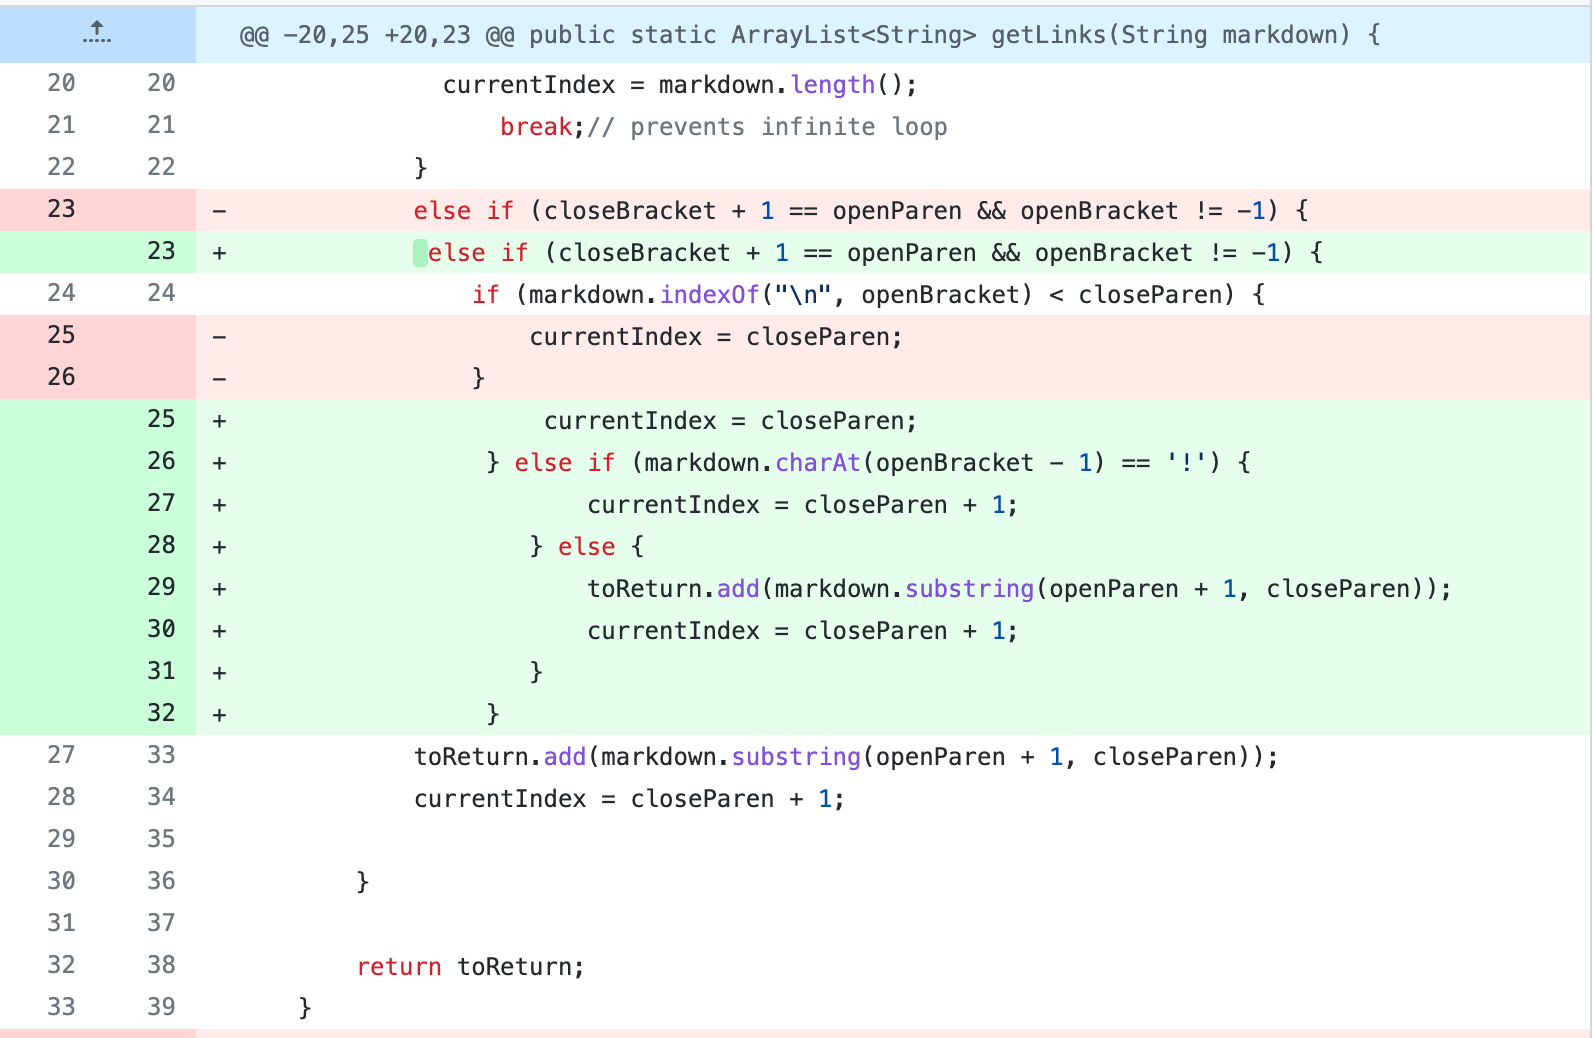 @@ -20,25 +20,23 @@ public static ArrayList<String> getLinks(String markdown) {
20 20 currentIndex = markdown.length();
21 21 break;// prevents infinite loop
22 22 }
23 - else if (closeBracket + 1 == openParen && openBracket != -1) {
23 + else if (closeBracket + 1 == openParen && openBracket != -1) {
24 24 if (markdown.indexOf("\n", openBracket) < closeParen) {
25 - currentIndex = closeParen;
26 - }
25 + currentIndex = closeParen;
26 + } else if (markdown.charAt(openBracket - 1) == '!') {
27 + currentIndex = closeParen + 1;
28 + } else {
29 + toReturn.add(markdown.substring(openParen + 1, closeParen));
30 + currentIndex = closeParen + 1;
31 + }
32 + }
27 33 toReturn.add(markdown.substring(openParen + 1, closeParen));
28 34 currentIndex = closeParen + 1;
29 35
30 36 }
31 37
32 38 return toReturn;
33 39 }